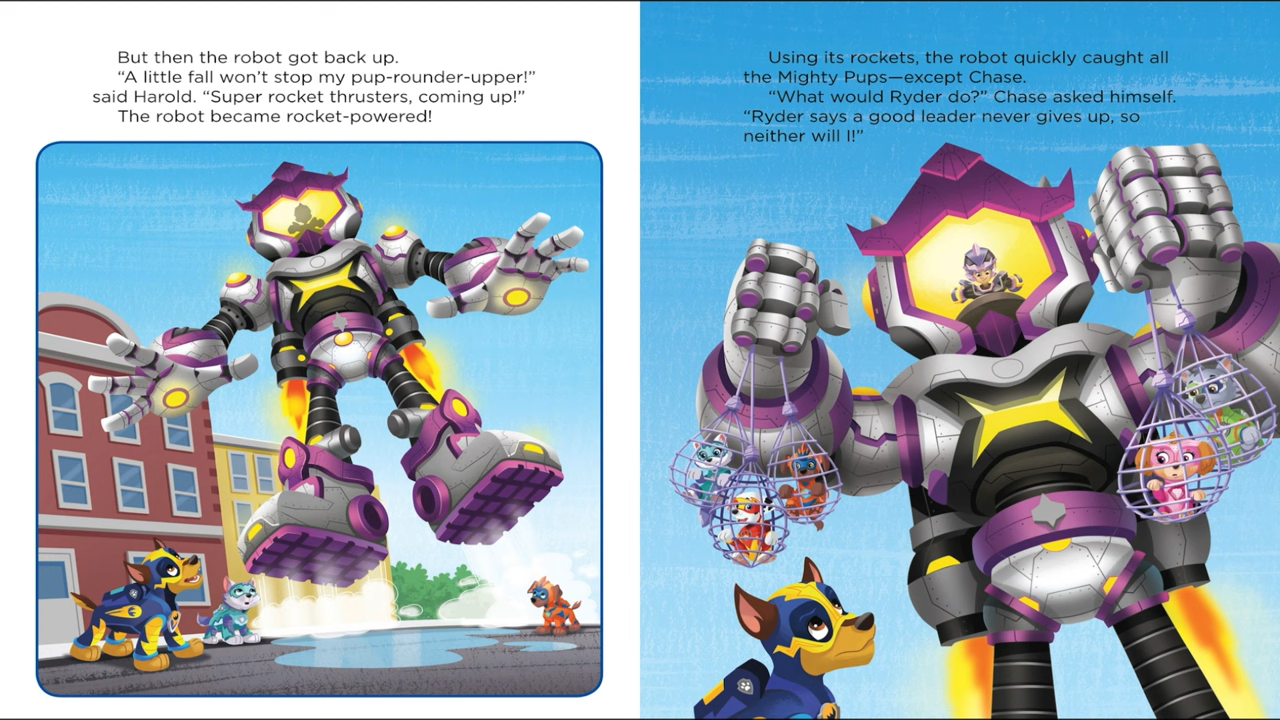 But then the robot got back up.
“A little fall won’t stop my pup-rounder-upper!”
said Harold. “Super rocket thrusters, coming up!”
The robot became rocket-powered!
Using its rockets, the robot quickly caught all
the Mighty Pups—except Chase.
“What would Ryder do?” Chase asked himself.
“Ryder says a good leader never gives up, so
neither will I!”